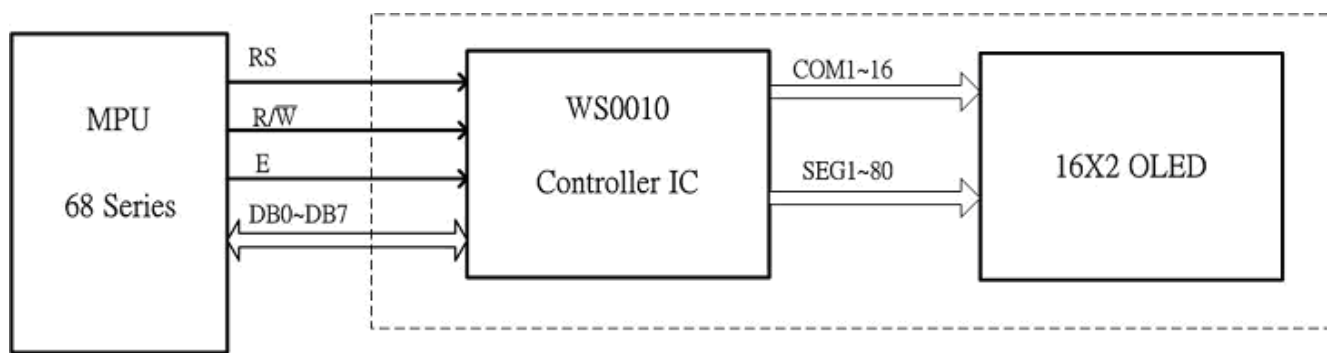 MPU
68 Series
RS
R/W̅
E
DB0~DB7
WS0010
Controller IC
COM1~16
SEG1~80
16X2 OLED